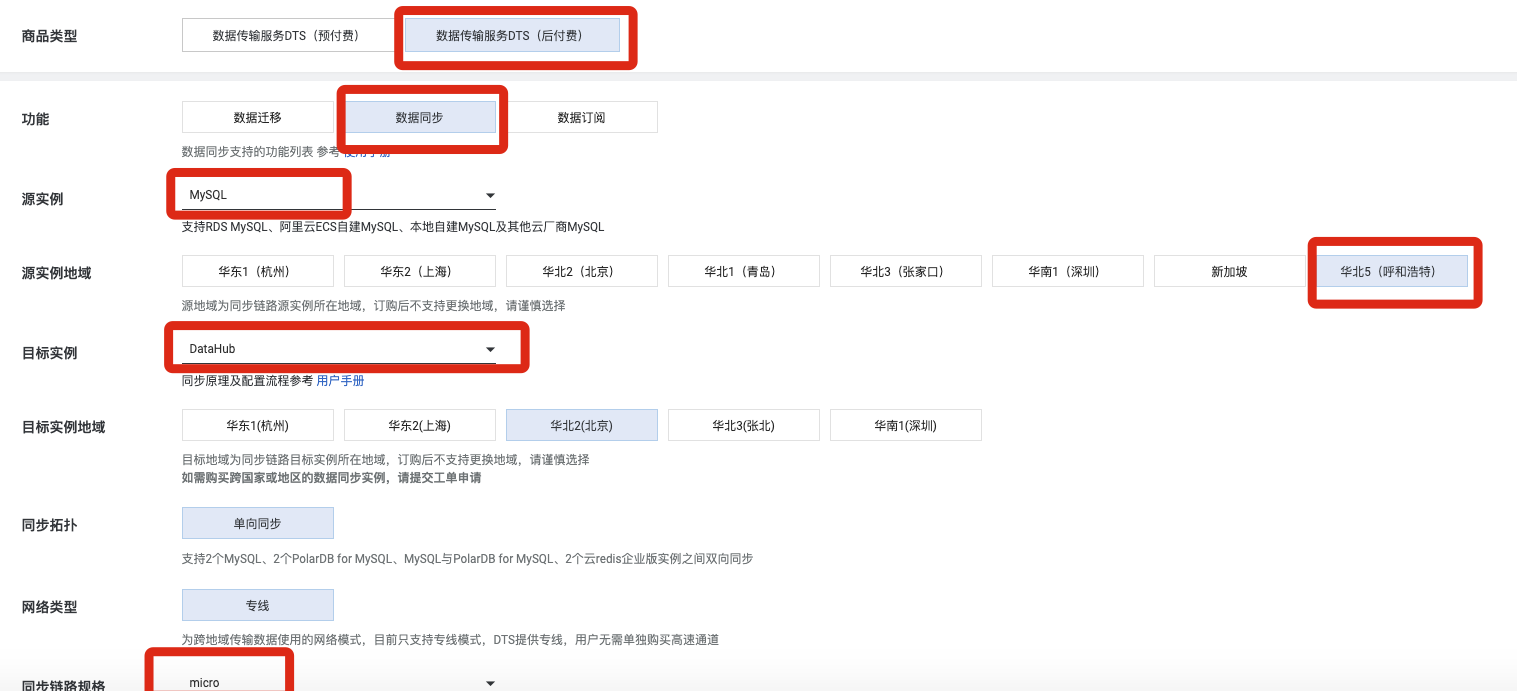 商品类型
数据传输服务DTS（预付费）
数据传输服务DTS（后付费）
功能
数据迁移
数据同步
数据订阅
数据同步支持的功能列表 参考 使用手册
源实例
MySQL
支持RDS MySQL、阿里云ECS自建MySQL、本地自建MySQL及其他云厂商MySQL
源实例地域
华东1（杭州）
华东2（上海）
华北2（北京）
华北1（青岛）
华北3（张家口）
华南1（深圳）
新加坡
华北5（呼和浩特）
源地域为同步链路源实例所在地域，订购后不支持更换地域，请谨慎选择
目标实例
DataHub
同步原理及配置流程参考 用户手册
目标实例地域
华东1(杭州)
华东2(上海)
华北2(北京)
华北3(张北)
华南1(深圳)
目标地域为同步链路目标实例所在地域，订购后不支持更换地域，请谨慎选择
如需购买跨国家或地区的数据同步实例，请提交工单申请
同步拓扑
单向同步
支持2个MySQL、2个PolarDB for MySQL、MySQL与PolarDB for MySQL、2个云redis企业版实例之间双向同步
网络类型
专线
为跨地域传输数据使用的网络模式，目前只支持专线模式，DTS提供专线，用户无需单独购买高速通道
同步链路规格
micro